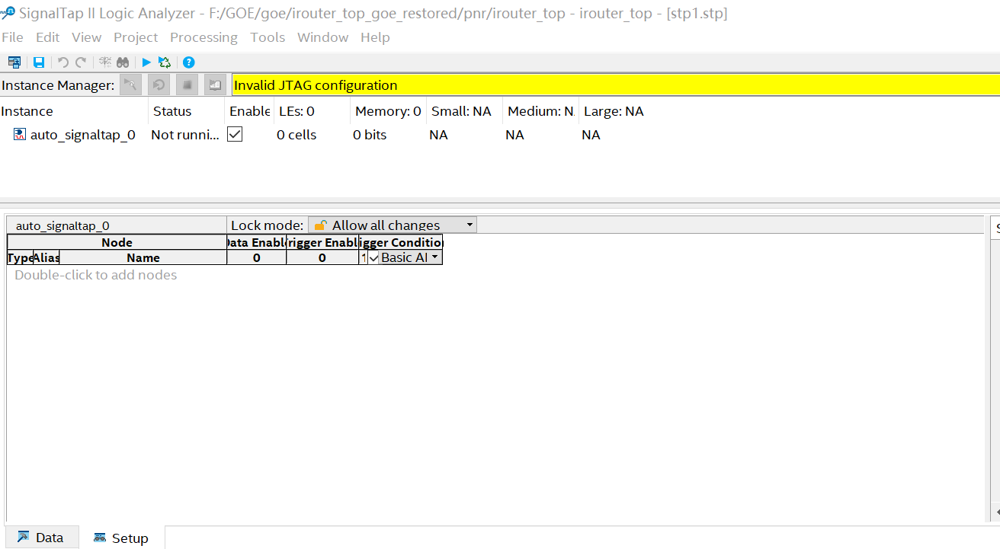 SignalTap II Logic Analyzer - F:/GOE/goe/irouter_top_goe_restored/pnr/irouter_top - irouter_top - [stp1.stp]
File Edit View Project Processing Tools Window Help
Instance Manager: Invalid JTAG configuration
Instance Status Enable LEs: 0 Memory: 0 Small: NA Medium: N. Large: NA
auto_signaltap_0 Not runni... 0 cells 0 bits NA NA NA
auto_signaltap_0 Lock mode: Allow all changes
Node Data Enabl rigger Enabl igger Condition
Type Alias Name 0 0 1 Basic AI
Double-click to add nodes
Data Setup